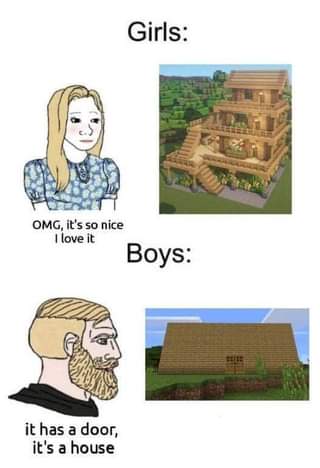 Girls:
OMG, it's so nice
I love it
Boys:
it has a door,
it's a house